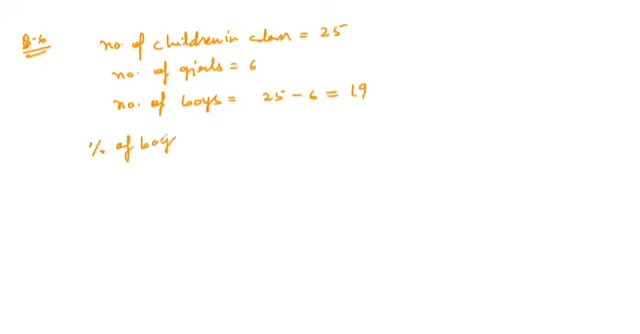 Q-6
no. of children in class = 25
no. of girls = 6
no. of boys = 25 - 6 = 19
% of boy